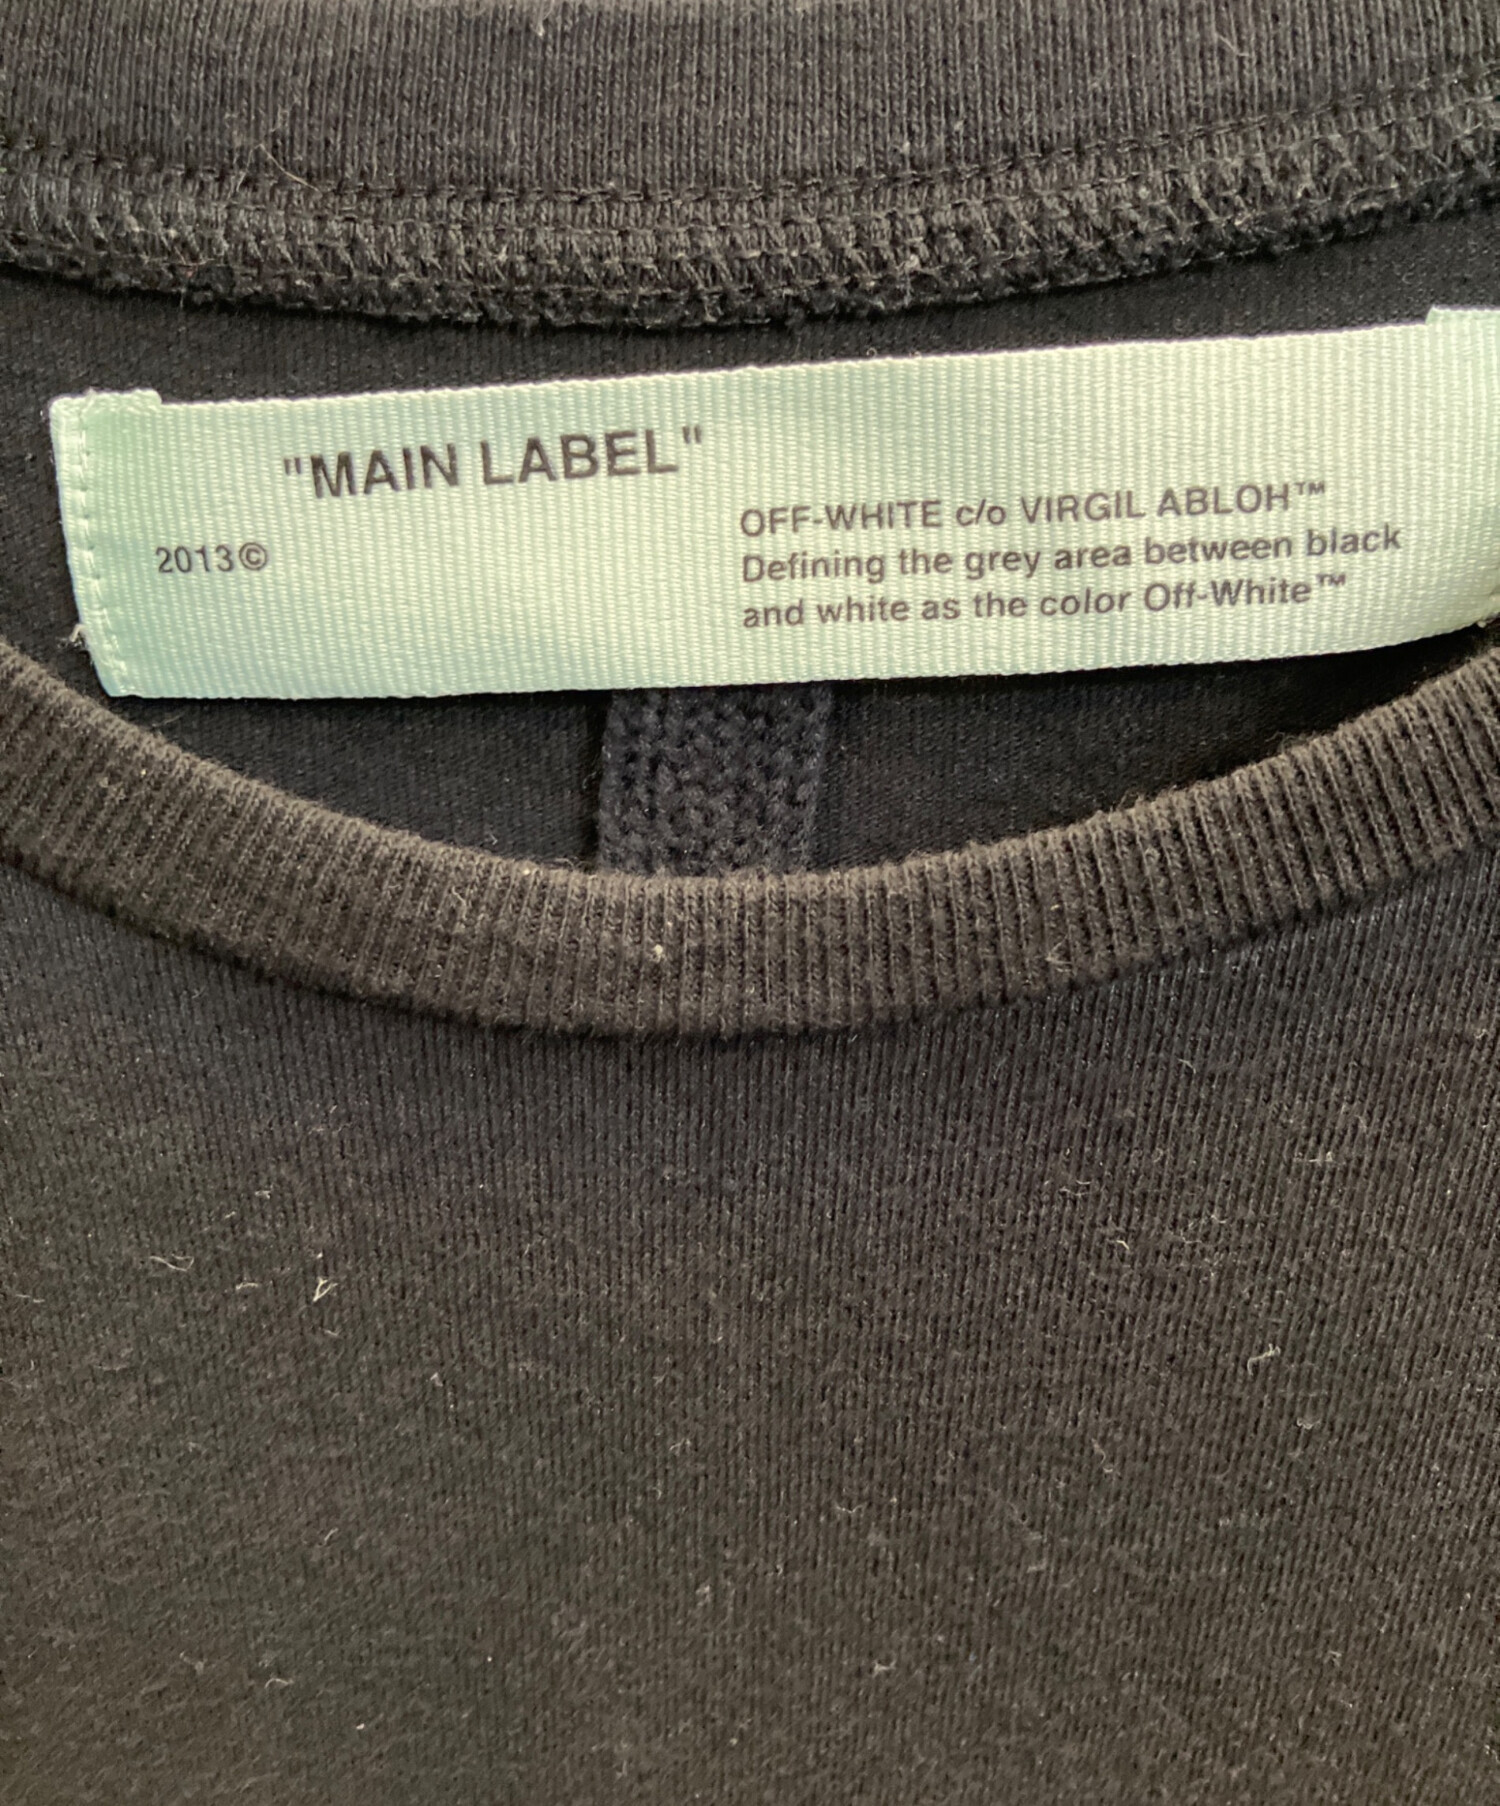 "MAIN LABEL"
2013©
OFF-WHITE c/o VIRGIL ABLOH™
Defining the grey area between black
and white as the color Off-White™